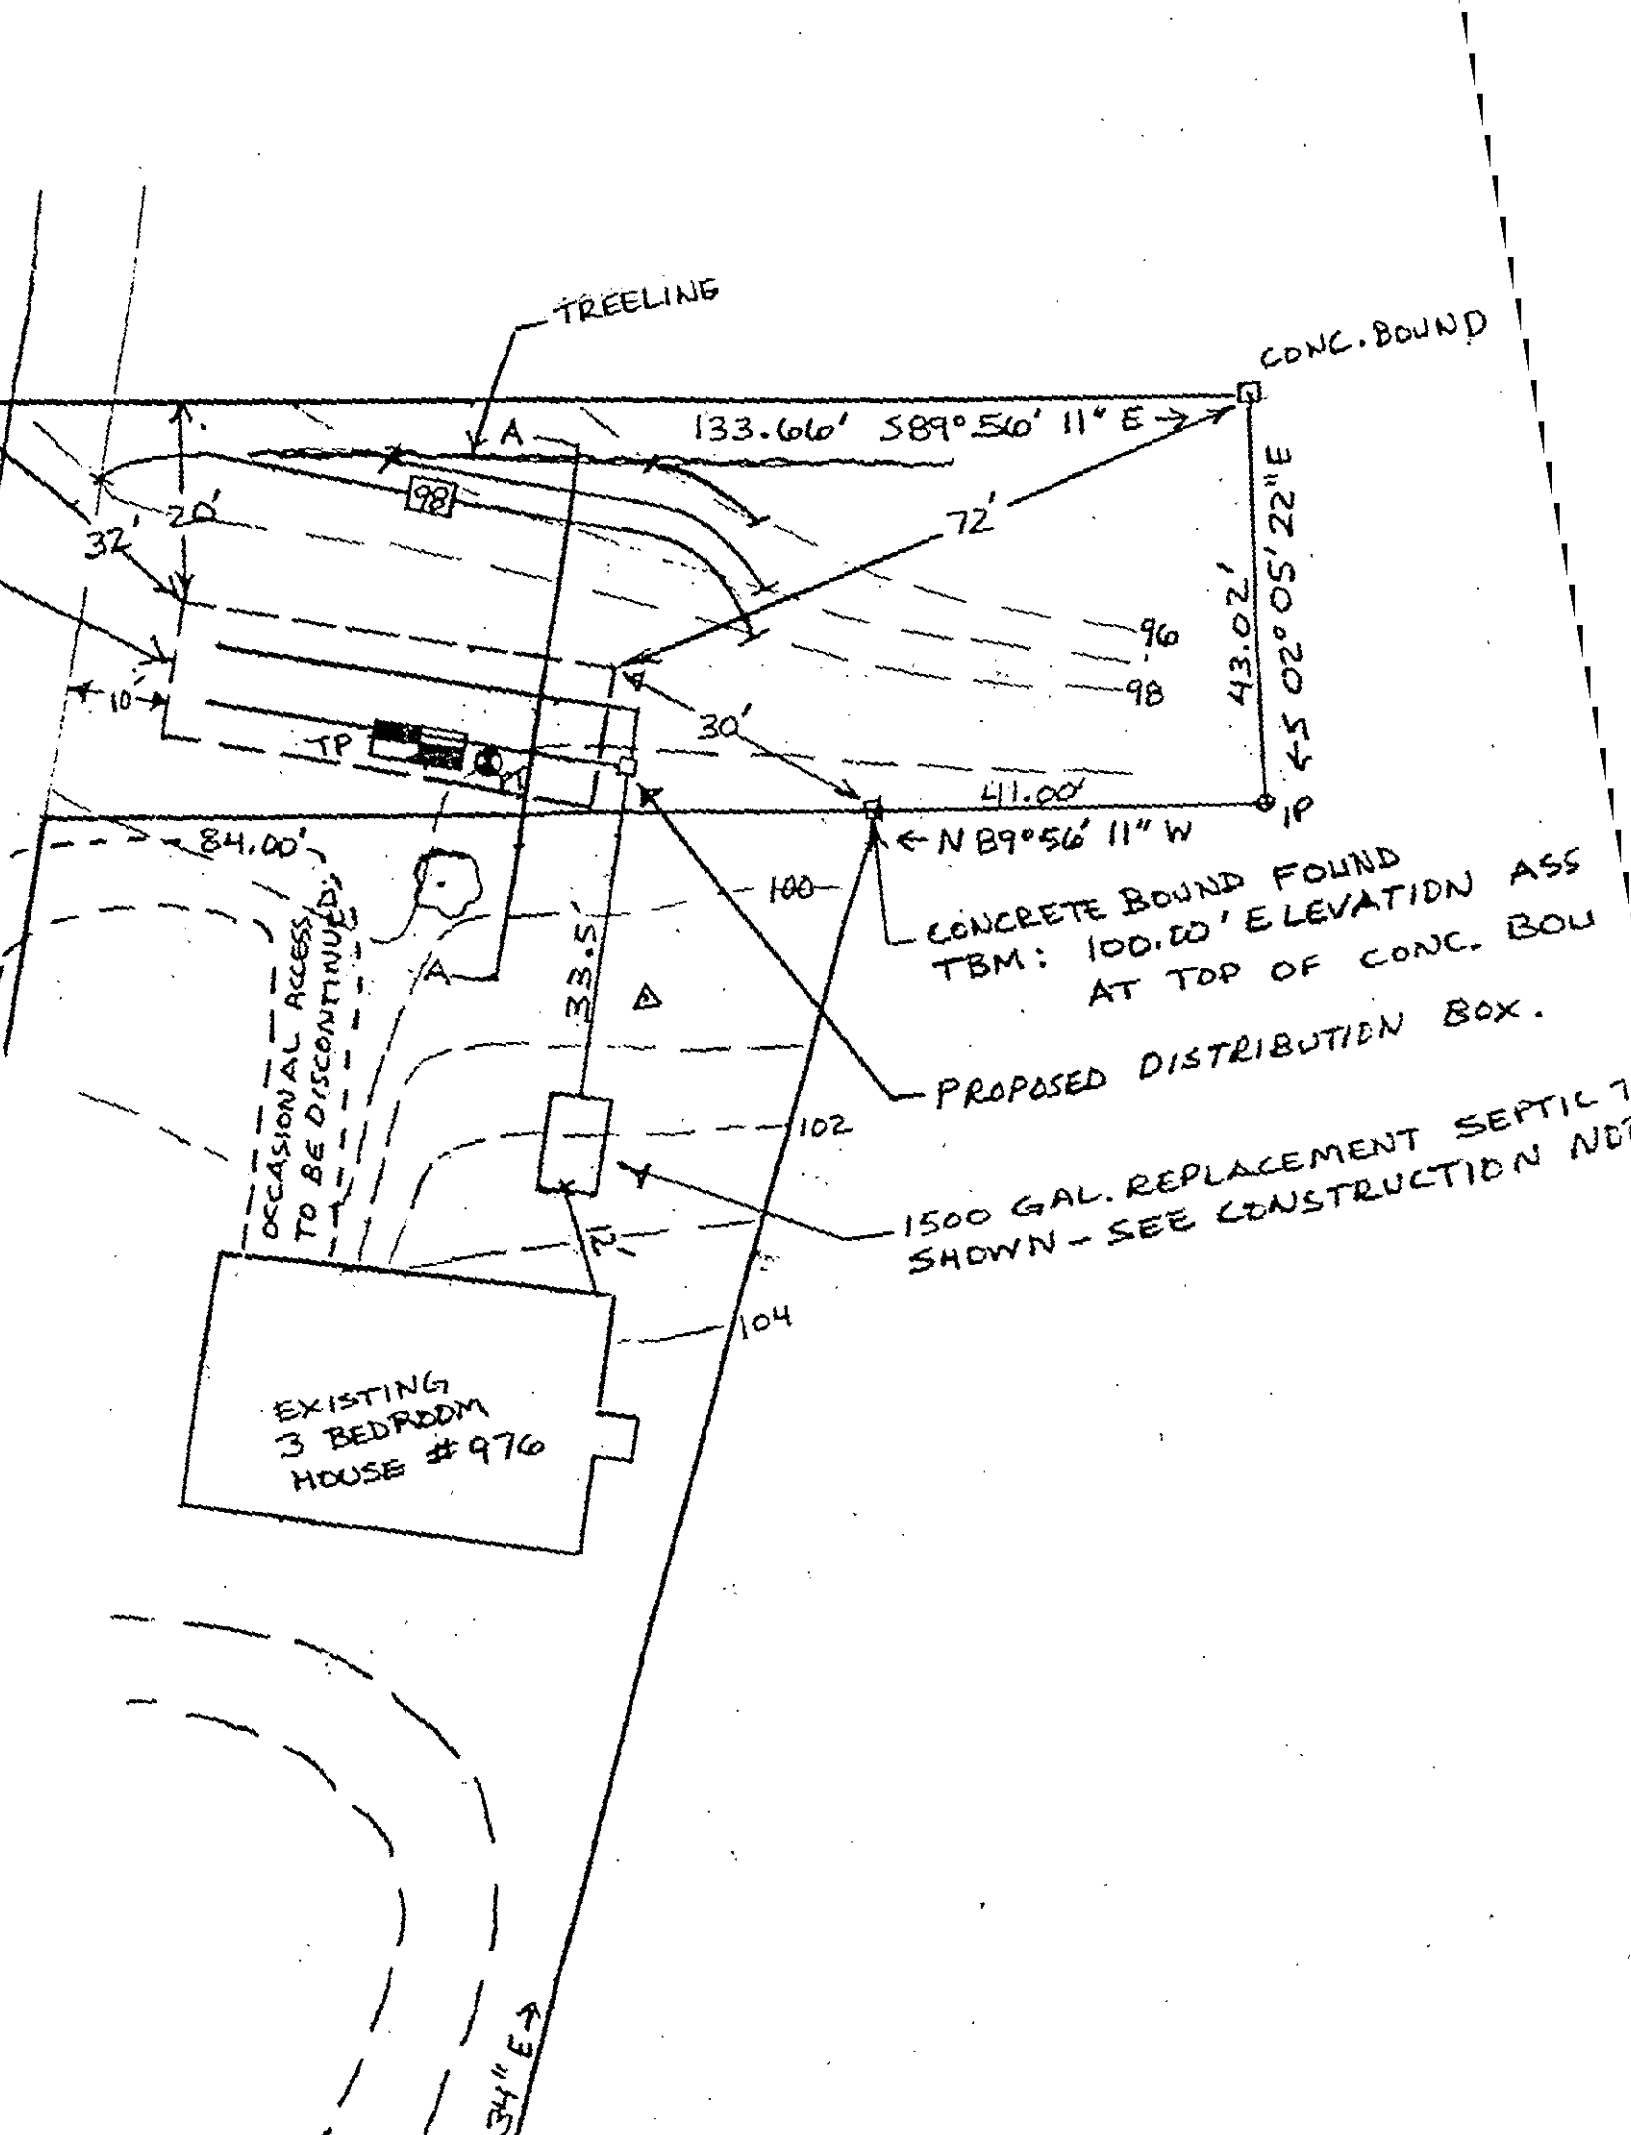 TREELINE
CONC. BOUND
A
133.66' S89°56' 11" E
98
20'
32'
72'
43.02'
S 02° 05' 22" E
96
98
10'
30'
TP
41.00'
IP
84.00'
N 89°56' 11" W
100
CONCRETE BOUND FOUND
TBM: 100.00' ELEVATION ASS
AT TOP OF CONC. BOU
A
33.5'
OCCASIONAL ACCESS,
TO BE DISCONTINUED;
PROPOSED DISTRIBUTION BOX.
102
1500 GAL. REPLACEMENT SEPTIC T
SHOWN - SEE CONSTRUCTION NOT
12'
104
EXISTING
3 BEDROOM
HOUSE # 976
34" E